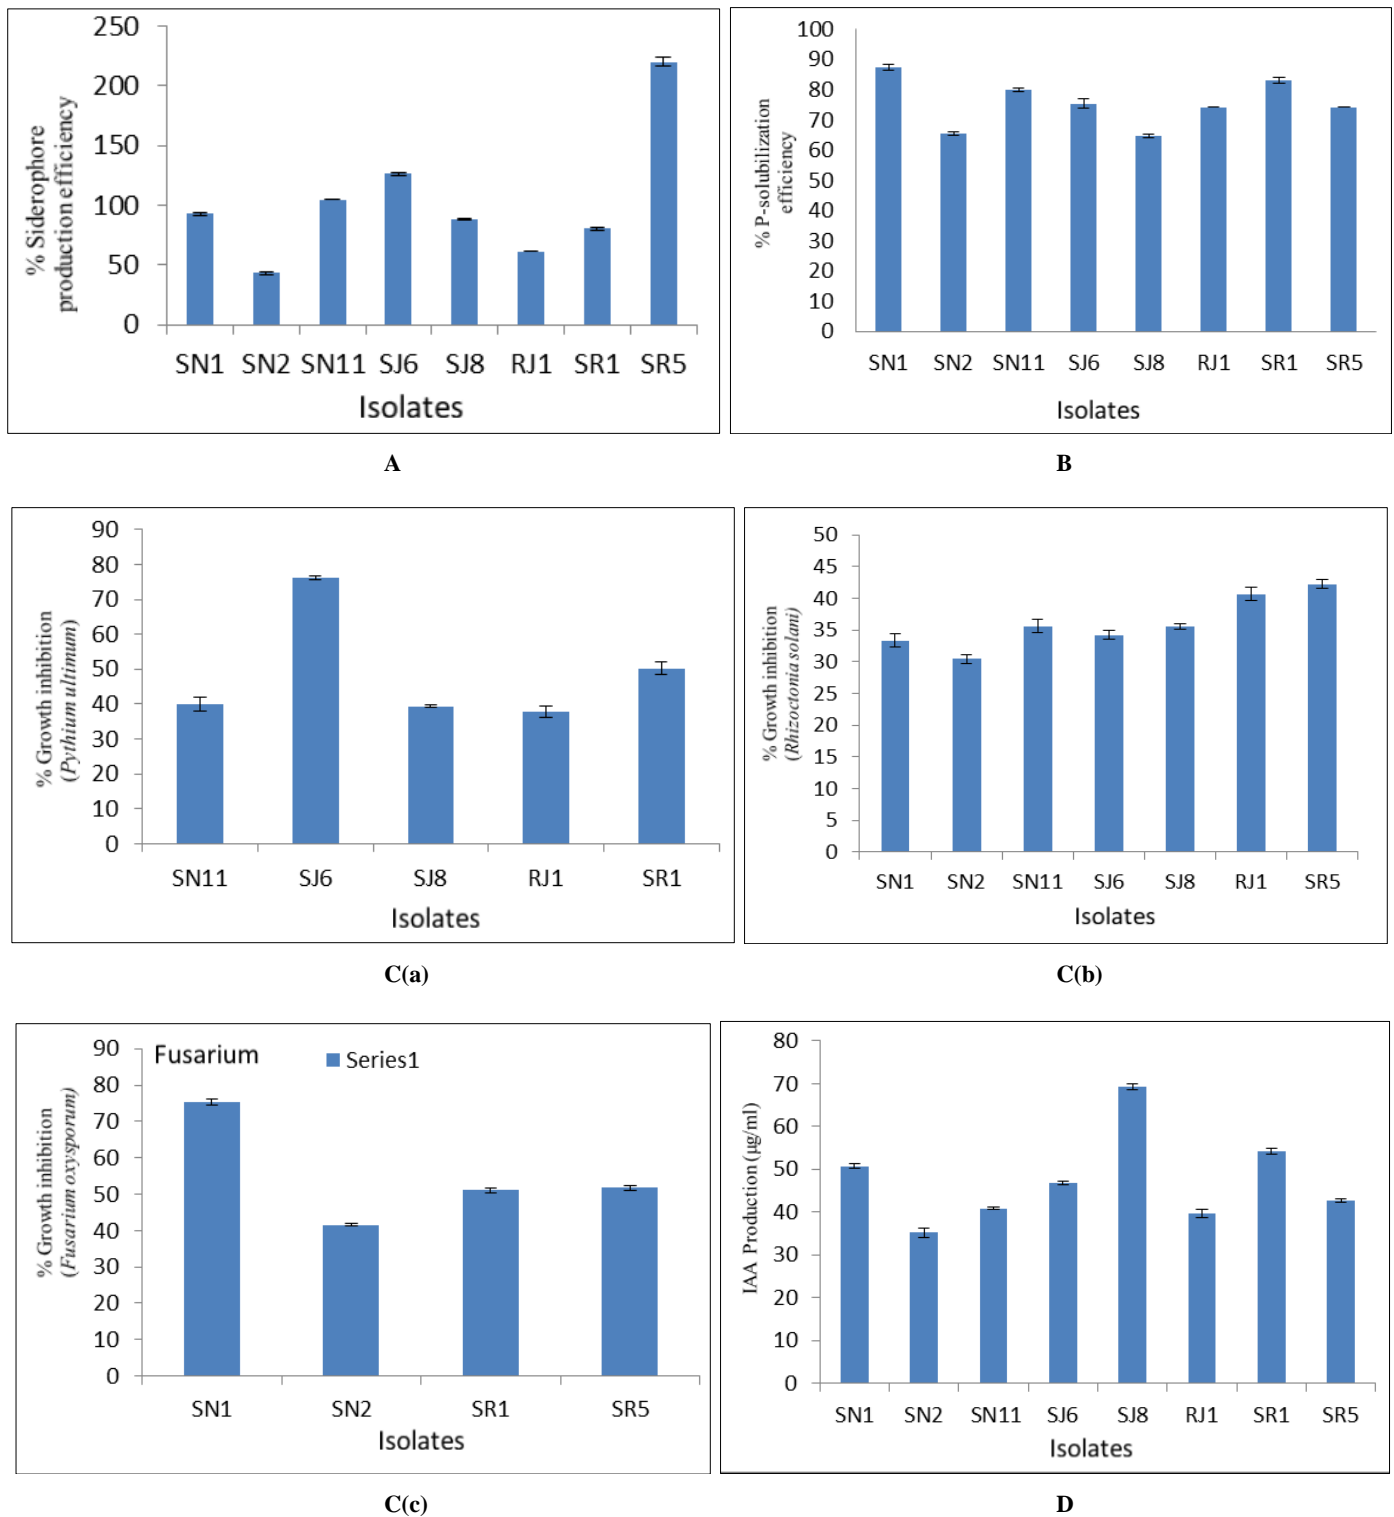 250
200
150
100
50
0
% Siderophore
production efficiency
SN1 SN2 SN11 SJ6 SJ8 RJ1 SR1 SR5
Isolates
A
100
90
80
70
60
50
40
30
20
10
0
% P-solubilization
efficiency
SN1 SN2 SN11 SJ6 SJ8 RJ1 SR1 SR5
Isolates
B
90
80
70
60
50
40
30
20
10
0
% Growth inhibition
(Pythium ultimum)
SN11 SJ6 SJ8 RJ1 SR1
Isolates
C(a)
50
45
40
35
30
25
20
15
10
5
0
% Growth inhibition
(Rhizoctonia solani)
SN1 SN2 SN11 SJ6 SJ8 RJ1 SR5
Isolates
C(b)
Fusarium
Series1
90
80
70
60
50
40
30
20
10
0
% Growth inhibition
(Fusarium oxysporum)
SN1 SN2 SR1 SR5
Isolates
C(c)
80
70
60
50
40
30
20
10
0
IAA Production (µg/ml)
SN1 SN2 SN11 SJ6 SJ8 RJ1 SR1 SR5
Isolates
D